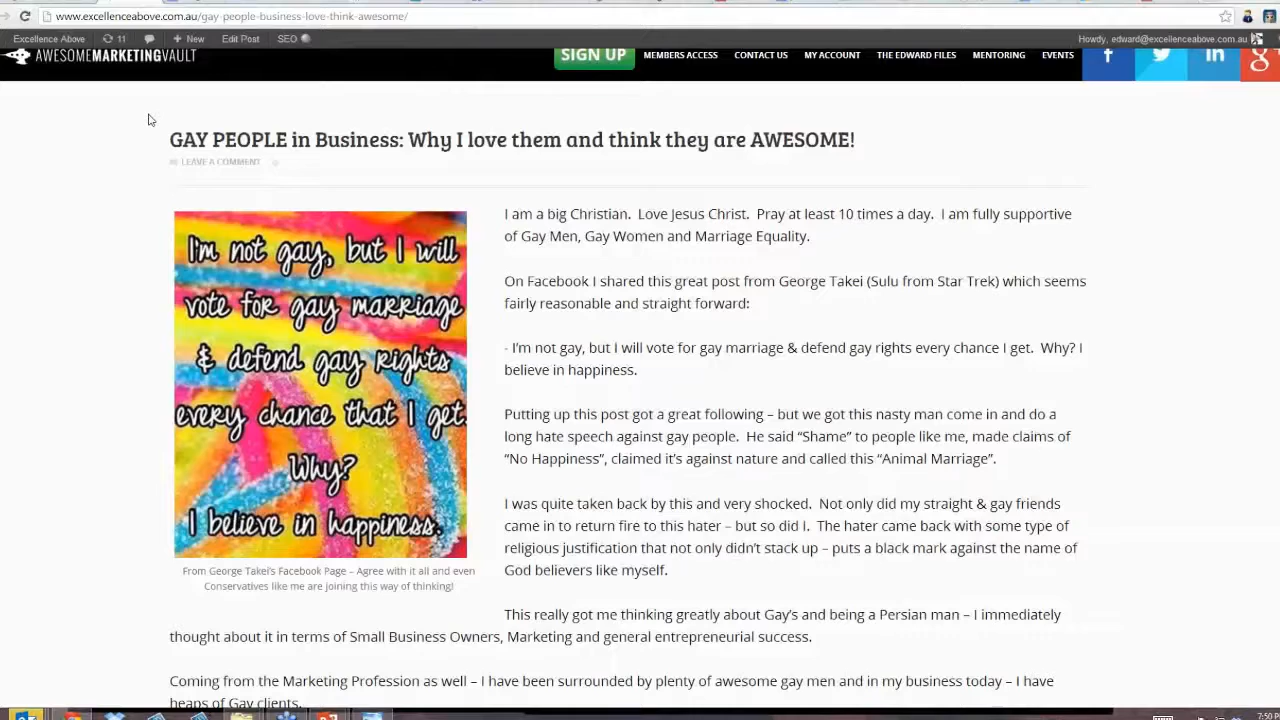 www.excellenceabove.com.au/gay-people-business-love-think-awesome/
Excellence Above 11 + New Edit Post SEO Howdy, edward@excellenceabove.com.au
AWESOMEMARKETINGVAULT SIGN UP MEMBERS ACCESS CONTACT US MY ACCOUNT THE EDWARD FILES MENTORING EVENTS
GAY PEOPLE in Business: Why I love them and think they are AWESOME!
LEAVE A COMMENT
I'm not gay, but I will
vote for gay marriage
& defend gay rights
every chance that I get.
Why?
I believe in happiness.
From George Takei's Facebook Page – Agree with it all and even
Conservatives like me are joining this way of thinking!
I am a big Christian. Love Jesus Christ. Pray at least 10 times a day. I am fully supportive
of Gay Men, Gay Women and Marriage Equality.
On Facebook I shared this great post from George Takei (Sulu from Star Trek) which seems
fairly reasonable and straight forward:
- I'm not gay, but I will vote for gay marriage & defend gay rights every chance I get. Why? I
believe in happiness.
Putting up this post got a great following – but we got this nasty man come in and do a
long hate speech against gay people. He said “Shame” to people like me, made claims of
“No Happiness”, claimed it's against nature and called this “Animal Marriage”.
I was quite taken back by this and very shocked. Not only did my straight & gay friends
came in to return fire to this hater – but so did I. The hater came back with some type of
religious justification that not only didn't stack up – puts a black mark against the name of
God believers like myself.
This really got me thinking greatly about Gay's and being a Persian man – I immediately
thought about it in terms of Small Business Owners, Marketing and general entrepreneurial success.
Coming from the Marketing Profession as well – I have been surrounded by plenty of awesome gay men and in my business today – I have
heaps of Gay clients.
7:50 P